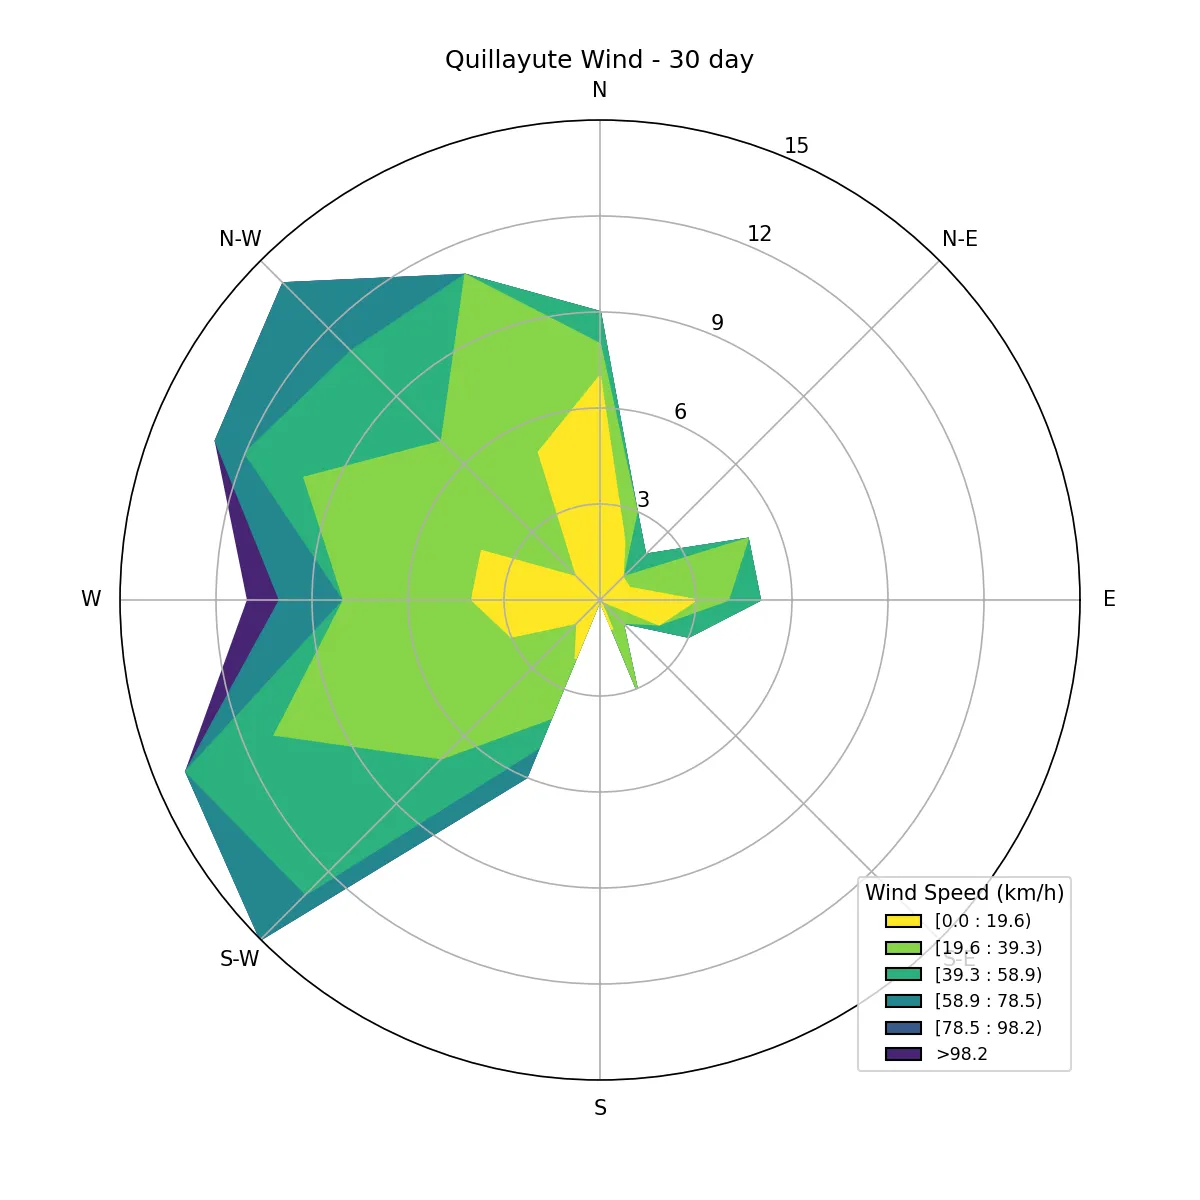 Quillayute Wind - 30 day
N
15
N-W
12
N-E
9
6
3
W
E
S-W
S-E
Wind Speed (km/h)
[0.0 : 19.6)
[19.6 : 39.3)
[39.3 : 58.9)
[58.9 : 78.5)
[78.5 : 98.2)
>98.2
S